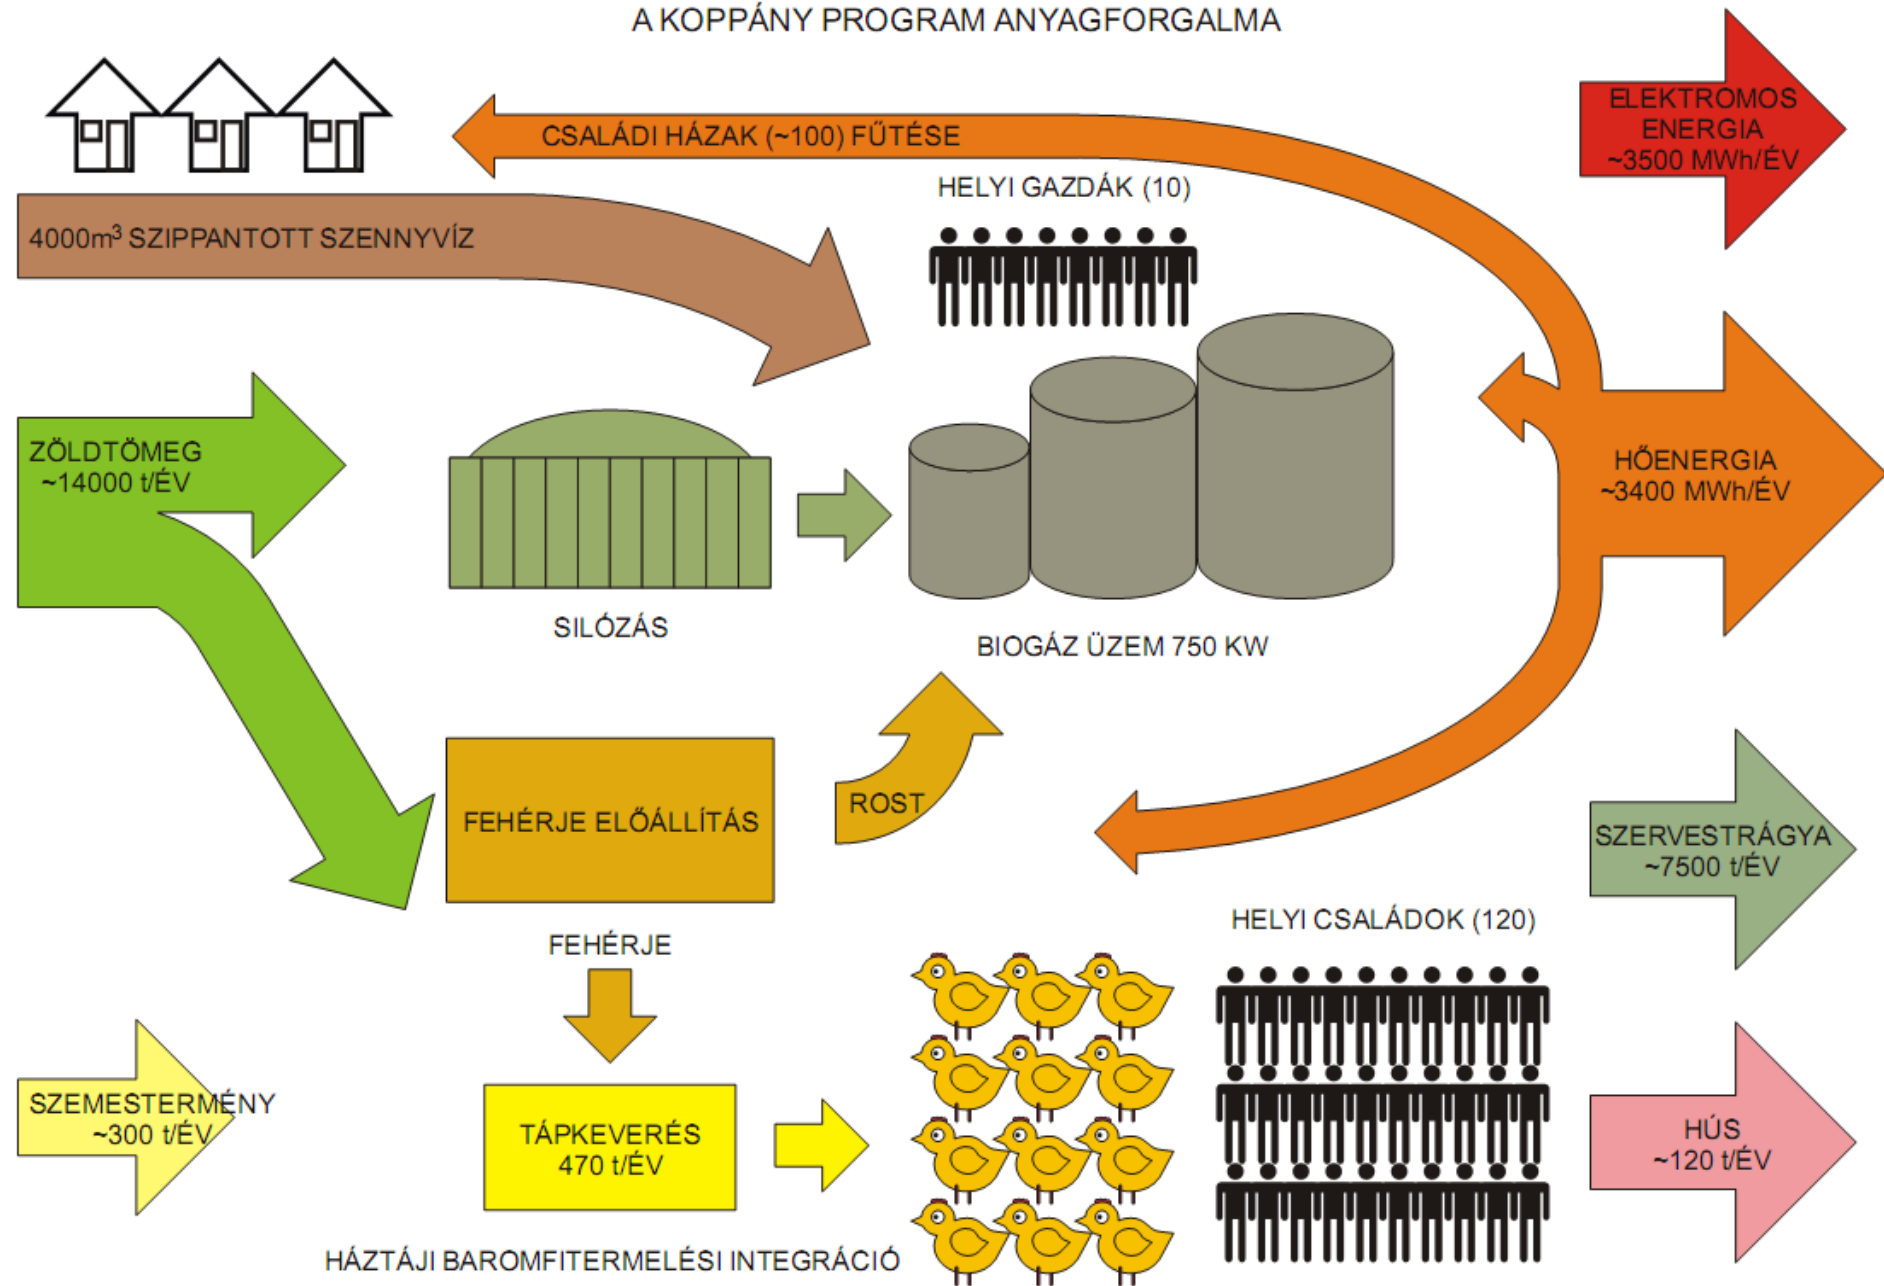 A KOPPÁNY PROGRAM ANYAGFORGALMA
ELEKTROMOS
ENERGIA
~3500 MWh/ÉV
CSALÁDI HÁZAK (~100) FŰTÉSE
HELYI GAZDÁK (10)
4000m³ SZIPPANTOTT SZENNYVÍZ
ZÖLDTÖMEG
~14000 t/ÉV
HŐENERGIA
~3400 MWh/ÉV
SILÓZÁS
BIOGÁZ ÜZEM 750 KW
FEHÉRJE ELŐÁLLÍTÁS
ROST
SZERVESTRÁGYA
~7500 t/ÉV
FEHÉRJE
HELYI CSALÁDOK (120)
SZEMESTERMÉNY
~300 t/ÉV
TÁPKEVERÉS
470 t/ÉV
HÚS
~120 t/ÉV
HÁZTÁJI BAROMFITERMELÉSI INTEGRÁCIÓ